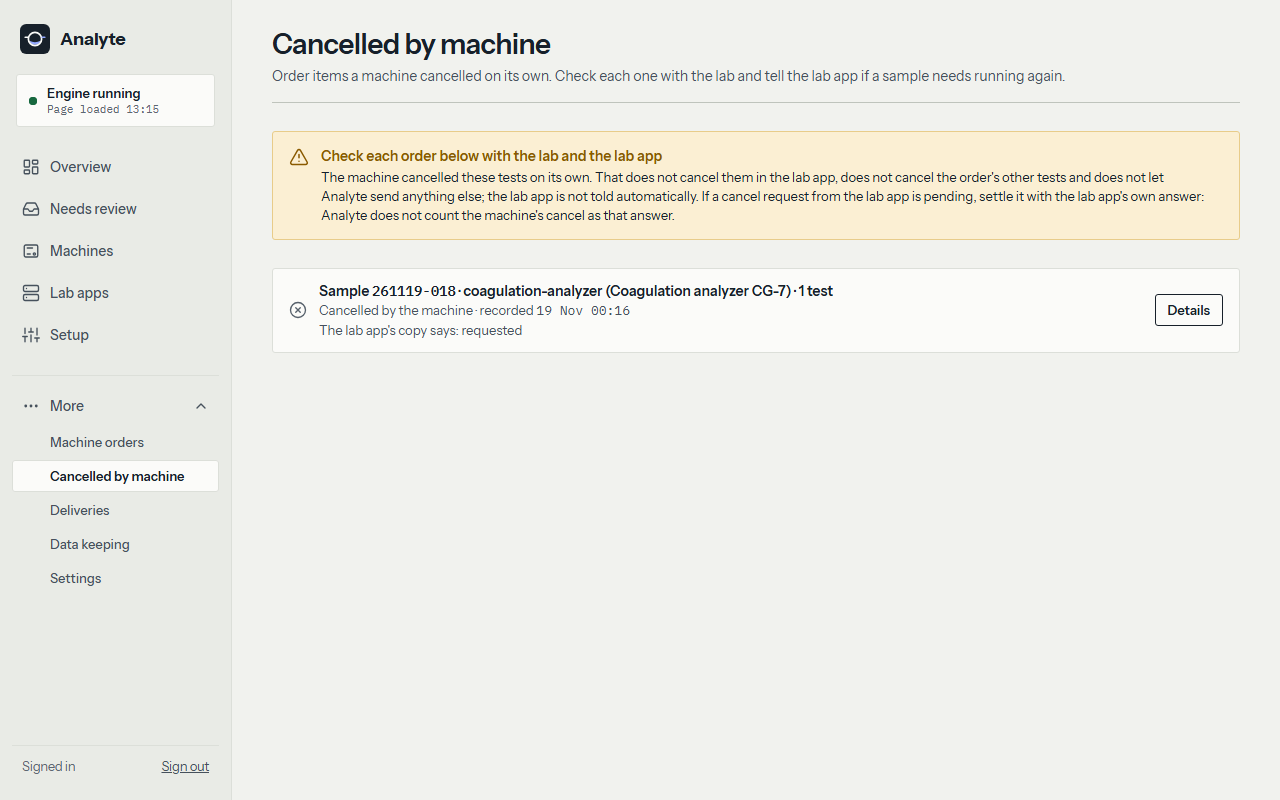 Analyte
Engine running
Page loaded 13:15
Overview
Needs review
Machines
Lab apps
Setup
More
Machine orders
Cancelled by machine
Deliveries
Data keeping
Settings
Signed in
Sign out
Cancelled by machine
Order items a machine cancelled on its own. Check each one with the lab and tell the lab app if a sample needs running again.
Check each order below with the lab and the lab app
The machine cancelled these tests on its own. That does not cancel them in the lab app, does not cancel the order's other tests and does not let
Analyte send anything else; the lab app is not told automatically. If a cancel request from the lab app is pending, settle it with the lab app's own answer:
Analyte does not count the machine's cancel as that answer.
Sample 261119-018 · coagulation-analyzer (Coagulation analyzer CG-7) · 1 test
Cancelled by the machine · recorded 19 Nov 00:16
The lab app's copy says: requested
Details